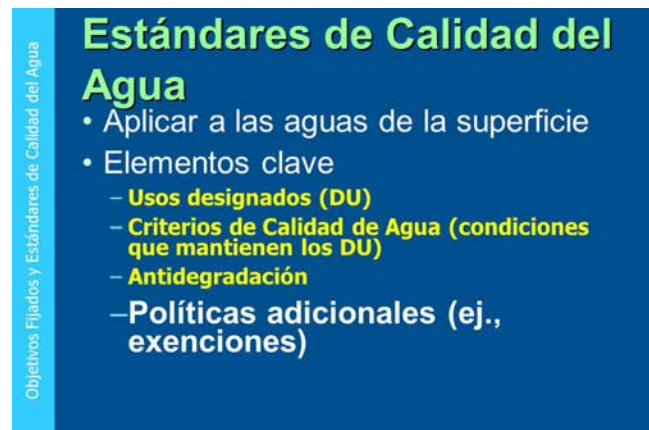 Objetivos Fijados y Estándares de Calidad del Agua
Estándares de Calidad del
Agua
• Aplicar a las aguas de la superficie
• Elementos clave
– Usos designados (DU)
– Criterios de Calidad de Agua (condiciones
que mantienen los DU)
– Antidegradación
–Políticas adicionales (ej.,
exenciones)